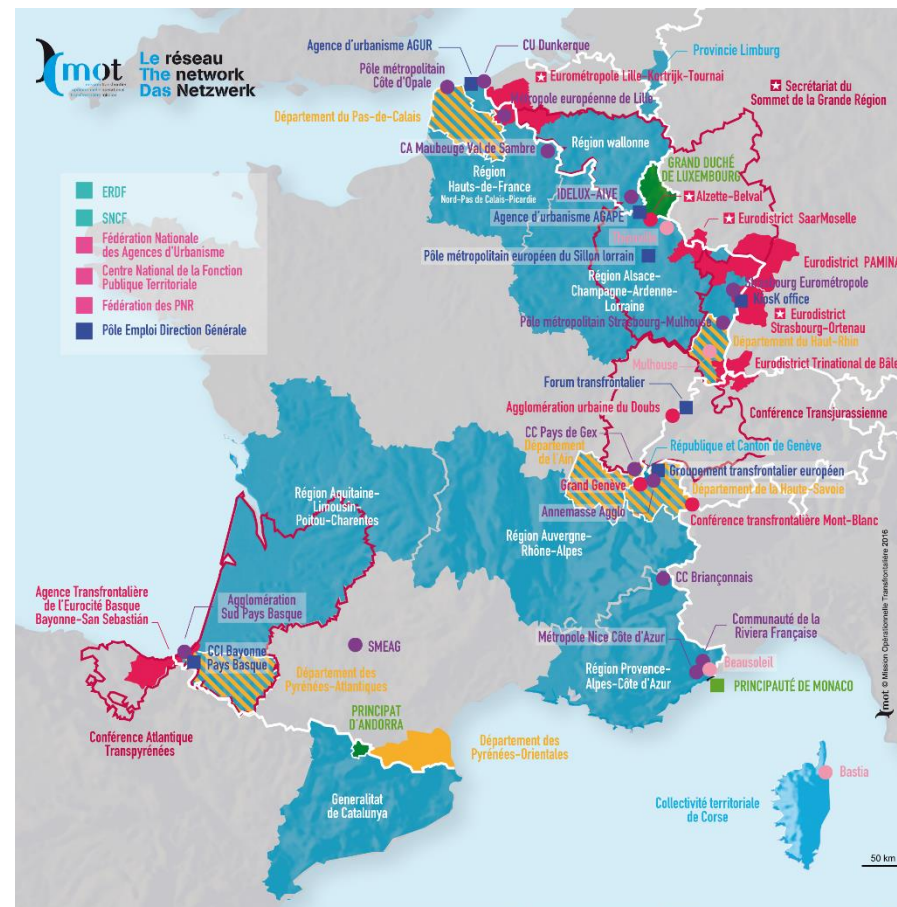 mot
Le réseau
The network
Das Netzwerk
ERDF
SNCF
Fédération Nationale
des Agences d'Urbanisme
Centre National de la Fonction
Publique Territoriale
Fédération des PNR
Pôle Emploi Direction Générale
Agence d'urbanisme AGUR
CU Dunkerque
Provincie Limburg
Pôle métropolitain
Côte d'Opale
Eurométropole Lille-Kortrijk-Tournai
Secrétariat du
Sommet de la Grande Région
Métropole européenne de Lille
Département du Pas-de-Calais
CA Maubeuge Val de Sambre
Région wallonne
Région
Hauts-de-France
Nord-Pas de Calais-Picardie
GRAND DUCHÉ
DE LUXEMBOURG
IDELUX-AIVE
Alzette-Belval
Agence d'urbanisme AGAPE
Eurodistrict SaarMoselle
Pôle métropolitain européen du Sillon lorrain
Eurodistrict PAMINA
Région Alsace-
Champagne-Ardenne-
Lorraine
Strasbourg Eurométropole
KiosK office
Pôle métropolitain Strasbourg-Mulhouse
Eurodistrict
Strasbourg-Ortenau
Département du Haut-Rhin
Mulhouse
Eurodistrict Trinational de Bâle
Forum transfrontalier
Agglomération urbaine du Doubs
Conférence Transjurassienne
CC Pays de Gex
Département
de l'Ain
République et Canton de Genève
Groupement transfrontalier européen
Grand Genève
Département de la Haute-Savoie
Annemasse Agglo
Conférence transfrontalière Mont-Blanc
Région Aquitaine-
Limousin-
Poitou-Charentes
Région Auvergne-
Rhône-Alpes
CC Briançonnais
Agence Transfrontalière
de l'Eurocité Basque
Bayonne-San Sebastián
Agglomération
Sud Pays Basque
CCI Bayonne
Pays Basque
SMEAG
Département des
Pyrénées-Atlantiques
Communauté de la
Riviera Française
Métropole Nice Côte d'Azur
Beausoleil
Région Provence-
Alpes-Côte d'Azur
PRINCIPAUTÉ DE MONACO
Conférence Atlantique
Transpyrénées
PRINCIPAT
D'ANDORRA
Département des
Pyrénées-Orientales
Generalitat
de Catalunya
Bastia
Collectivité territoriale
de Corse
50 km
mot © Mission Opérationnelle Transfrontalière 2016